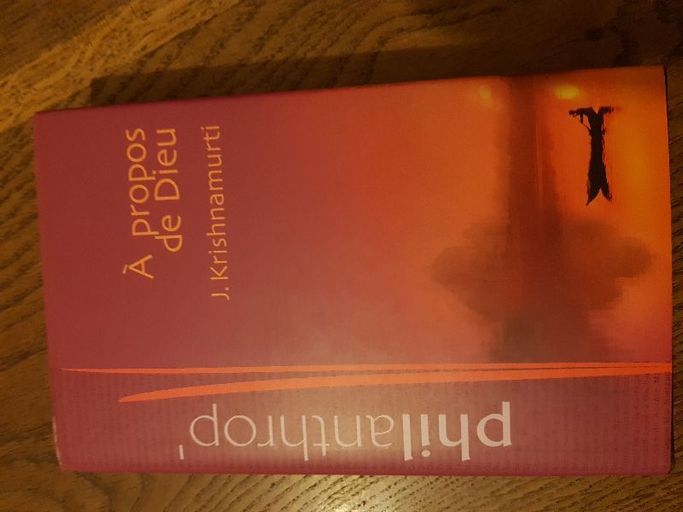 À propos
de Dieu
J. Krishnamurti
philanthrop'